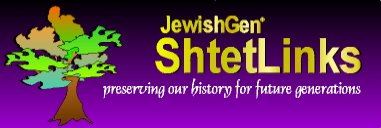 JewishGen®
ShtetLinks
preserving our history for future generations